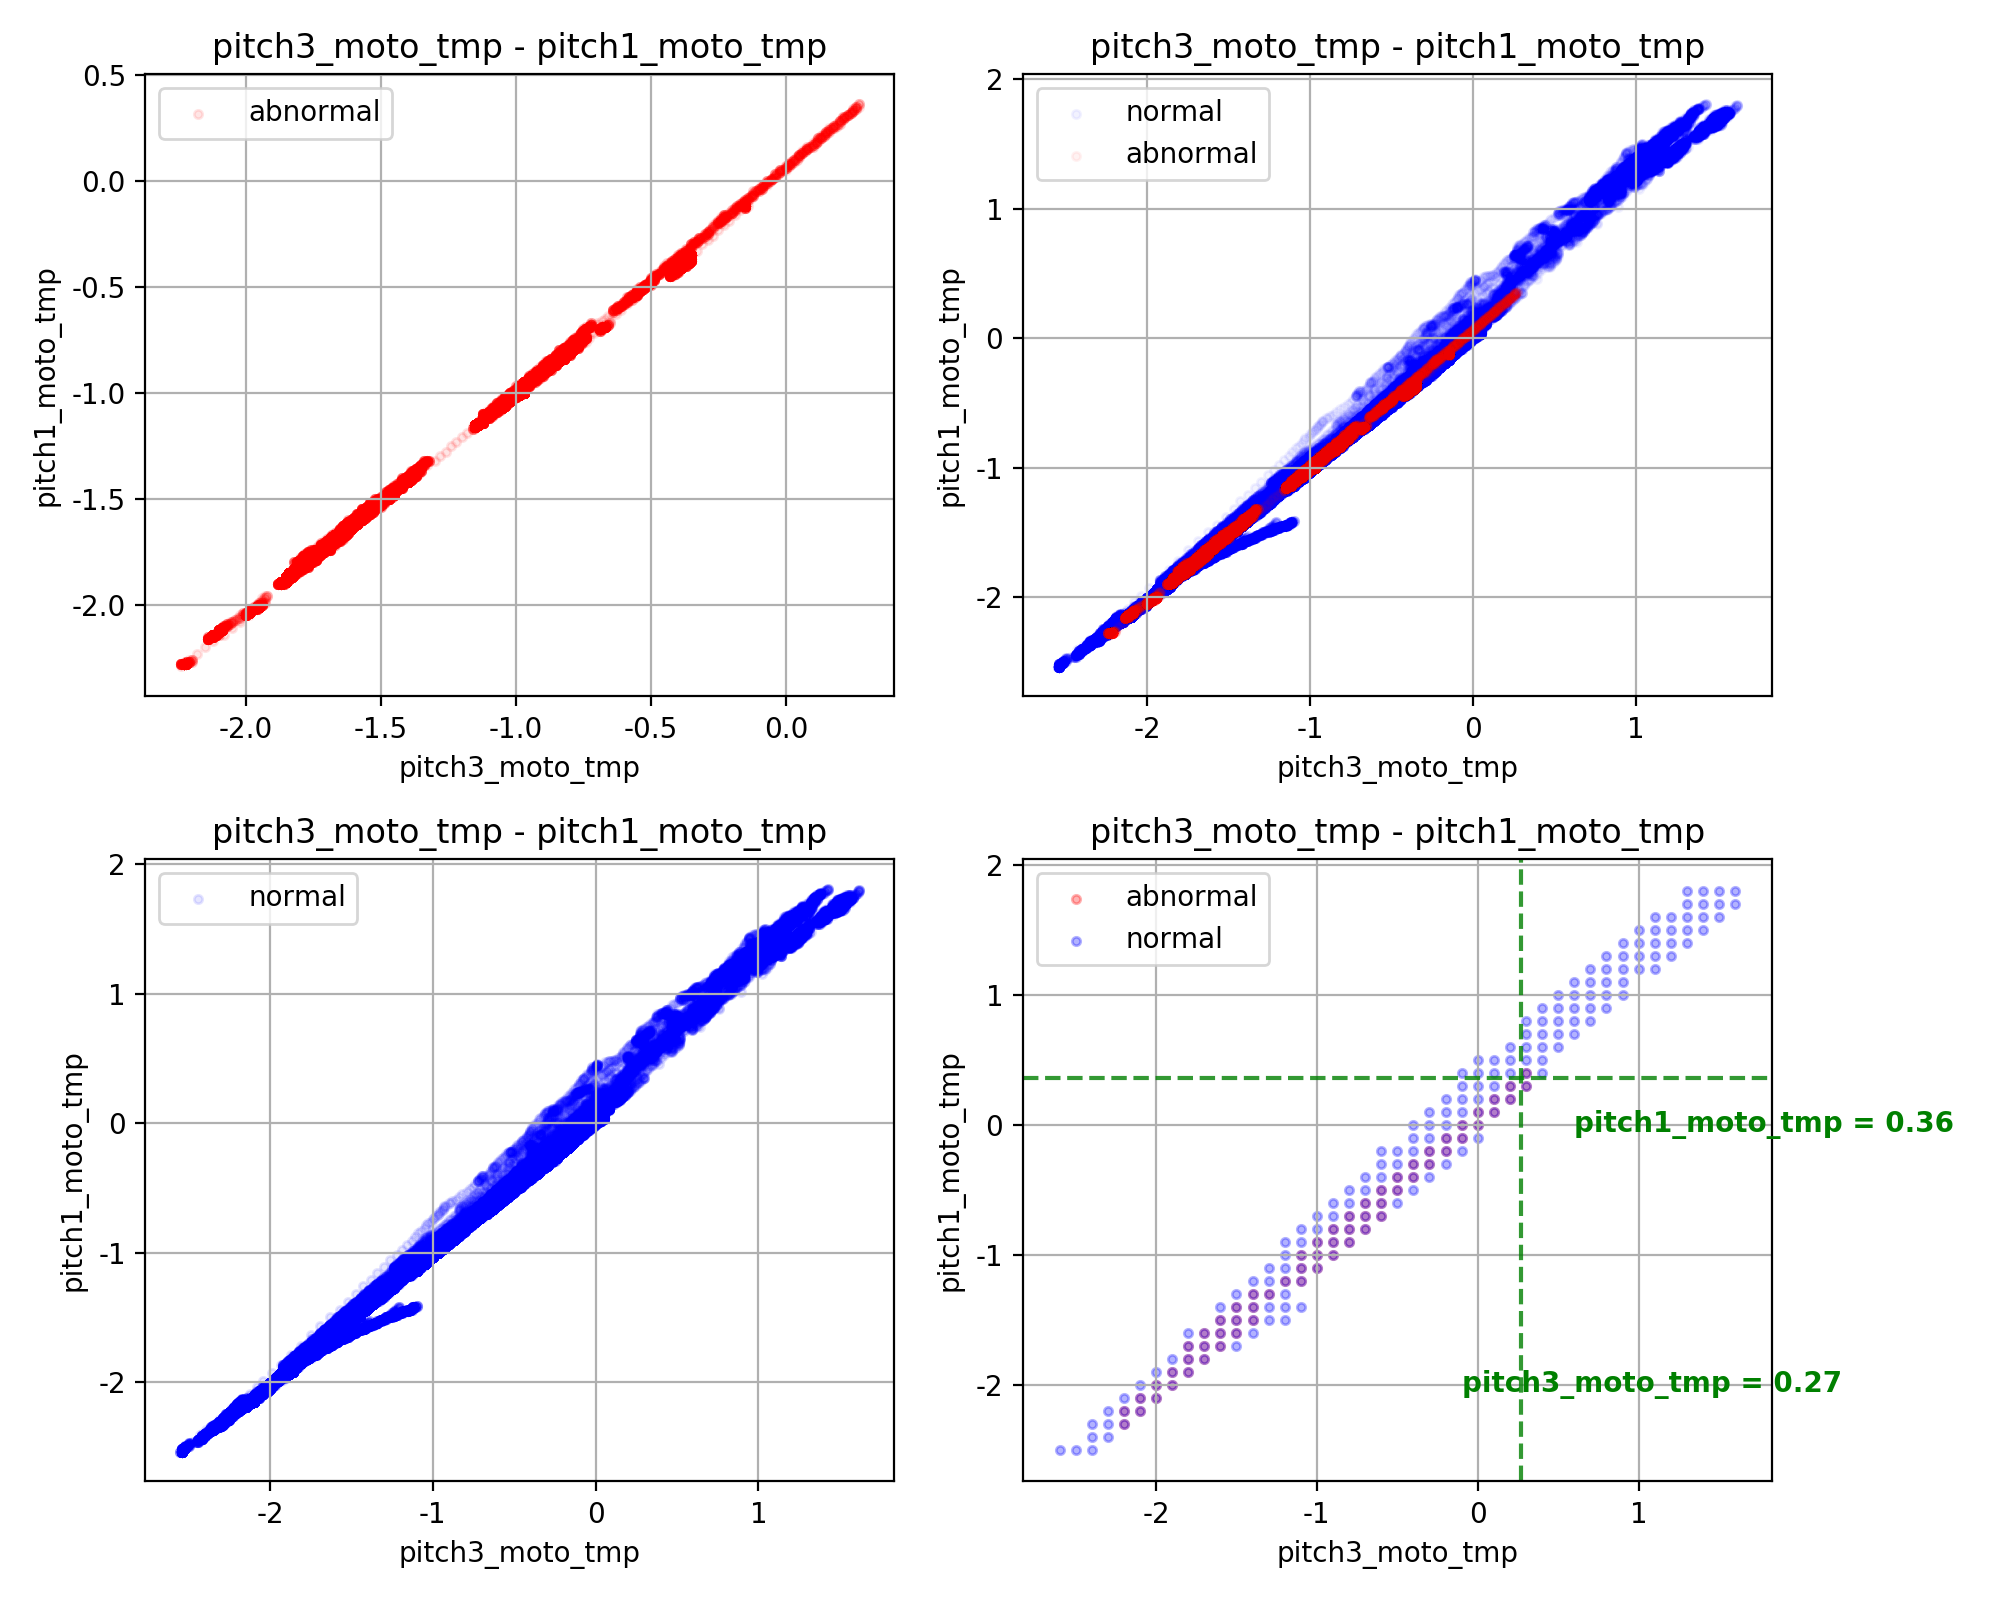 pitch3_moto_tmp - pitch1_moto_tmp
abnormal
0.5
0.0
-0.5
-1.0
-1.5
-2.0
pitch1_moto_tmp
-2.0 -1.5 -1.0 -0.5 0.0
pitch3_moto_tmp
pitch3_moto_tmp - pitch1_moto_tmp
normal
abnormal
2
1
0
-1
-2
pitch1_moto_tmp
-2 -1 0 1
pitch3_moto_tmp
pitch3_moto_tmp - pitch1_moto_tmp
normal
2
1
0
-1
-2
pitch1_moto_tmp
-2 -1 0 1
pitch3_moto_tmp
pitch3_moto_tmp - pitch1_moto_tmp
abnormal
normal
2
1
0
-1
-2
pitch1_moto_tmp
pitch1_moto_tmp = 0.36
pitch3_moto_tmp = 0.27
-2 -1 0 1
pitch3_moto_tmp